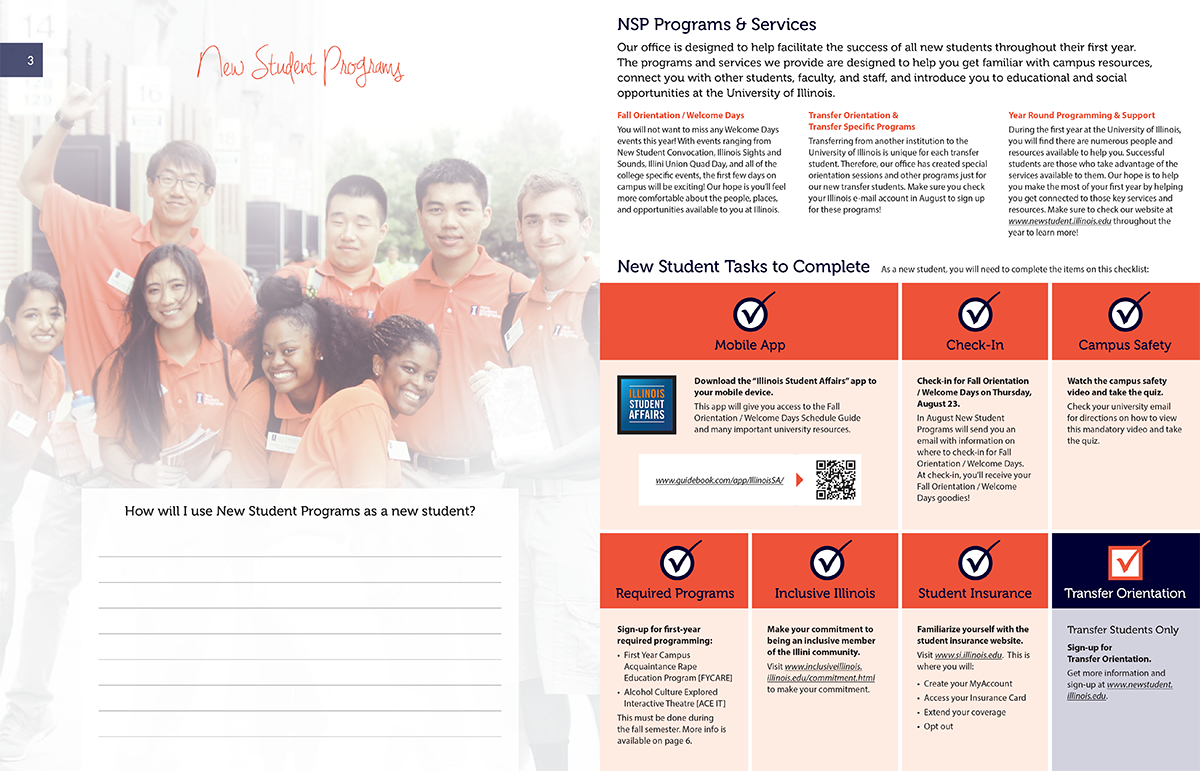 3
New Student Programs
How will I use New Student Programs as a new student?
NSP Programs & Services
Our office is designed to help facilitate the success of all new students throughout their first year.
The programs and services we provide are designed to help you get familiar with campus resources,
connect you with other students, faculty, and staff, and introduce you to educational and social
opportunities at the University of Illinois.
Fall Orientation / Welcome Days
You will not want to miss any Welcome Days
events this year! With events ranging from
New Student Convocation, Illinois Sights and
Sounds, Illini Union Quad Day, and all of the
college specific events, the first few days on
campus will be exciting! Our hope is you'll feel
more comfortable about the people, places,
and opportunities available to you at Illinois.
Transfer Orientation &
Transfer Specific Programs
Transferring from another institution to the
University of Illinois is unique for each transfer
student. Therefore, our office has created special
orientation sessions and other programs just for
our new transfer students. Make sure you check
your Illinois e-mail account in August to sign up
for these programs!
Year Round Programming & Support
During the first year at the University of Illinois,
you will find there are numerous people and
resources available to help you. Successful
students are those who take advantage of the
services available to them. Our hope is to help
you make the most of your first year by helping
you get connected to those key services and
resources. Make sure to check our website at
www.newstudent.illinois.edu throughout the
year to learn more!
New Student Tasks to Complete As a new student, you will need to complete the items on this checklist:
Mobile App
ILLINOIS
STUDENT
AFFAIRS
Download the "Illinois Student Affairs" app to
your mobile device.
This app will give you access to the Fall
Orientation / Welcome Days Schedule Guide
and many important university resources.
www.guidebook.com/app/IllinoisSA/
Check-In
Check-in for Fall Orientation
/ Welcome Days on Thursday,
August 23.
In August New Student
Programs will send you an
email with information on
where to check-in for Fall
Orientation / Welcome Days.
At check-in, you'll receive your
Fall Orientation / Welcome
Days goodies!
Campus Safety
Watch the campus safety
video and take the quiz.
Check your university email
for directions on how to view
this mandatory video and take
the quiz.
Required Programs
Sign-up for first-year
required programming:
• First Year Campus
Acquaintance Rape
Education Program [FYCARE]
• Alcohol Culture Explored
Interactive Theatre [ACE IT]
This must be done during
the fall semester. More info is
available on page 6.
Inclusive Illinois
Make your commitment to
being an inclusive member
of the Illini community.
Visit www.inclusiveillinois.
illinois.edu/commitment.html
to make your commitment.
Student Insurance
Familiarize yourself with the
student insurance website.
Visit www.si.illinois.edu. This is
where you will:
• Create your MyAccount
• Access your Insurance Card
• Extend your coverage
• Opt out
Transfer Orientation
Transfer Students Only
Sign-up for
Transfer Orientation.
Get more information and
sign-up at www.newstudent.
illinois.edu.